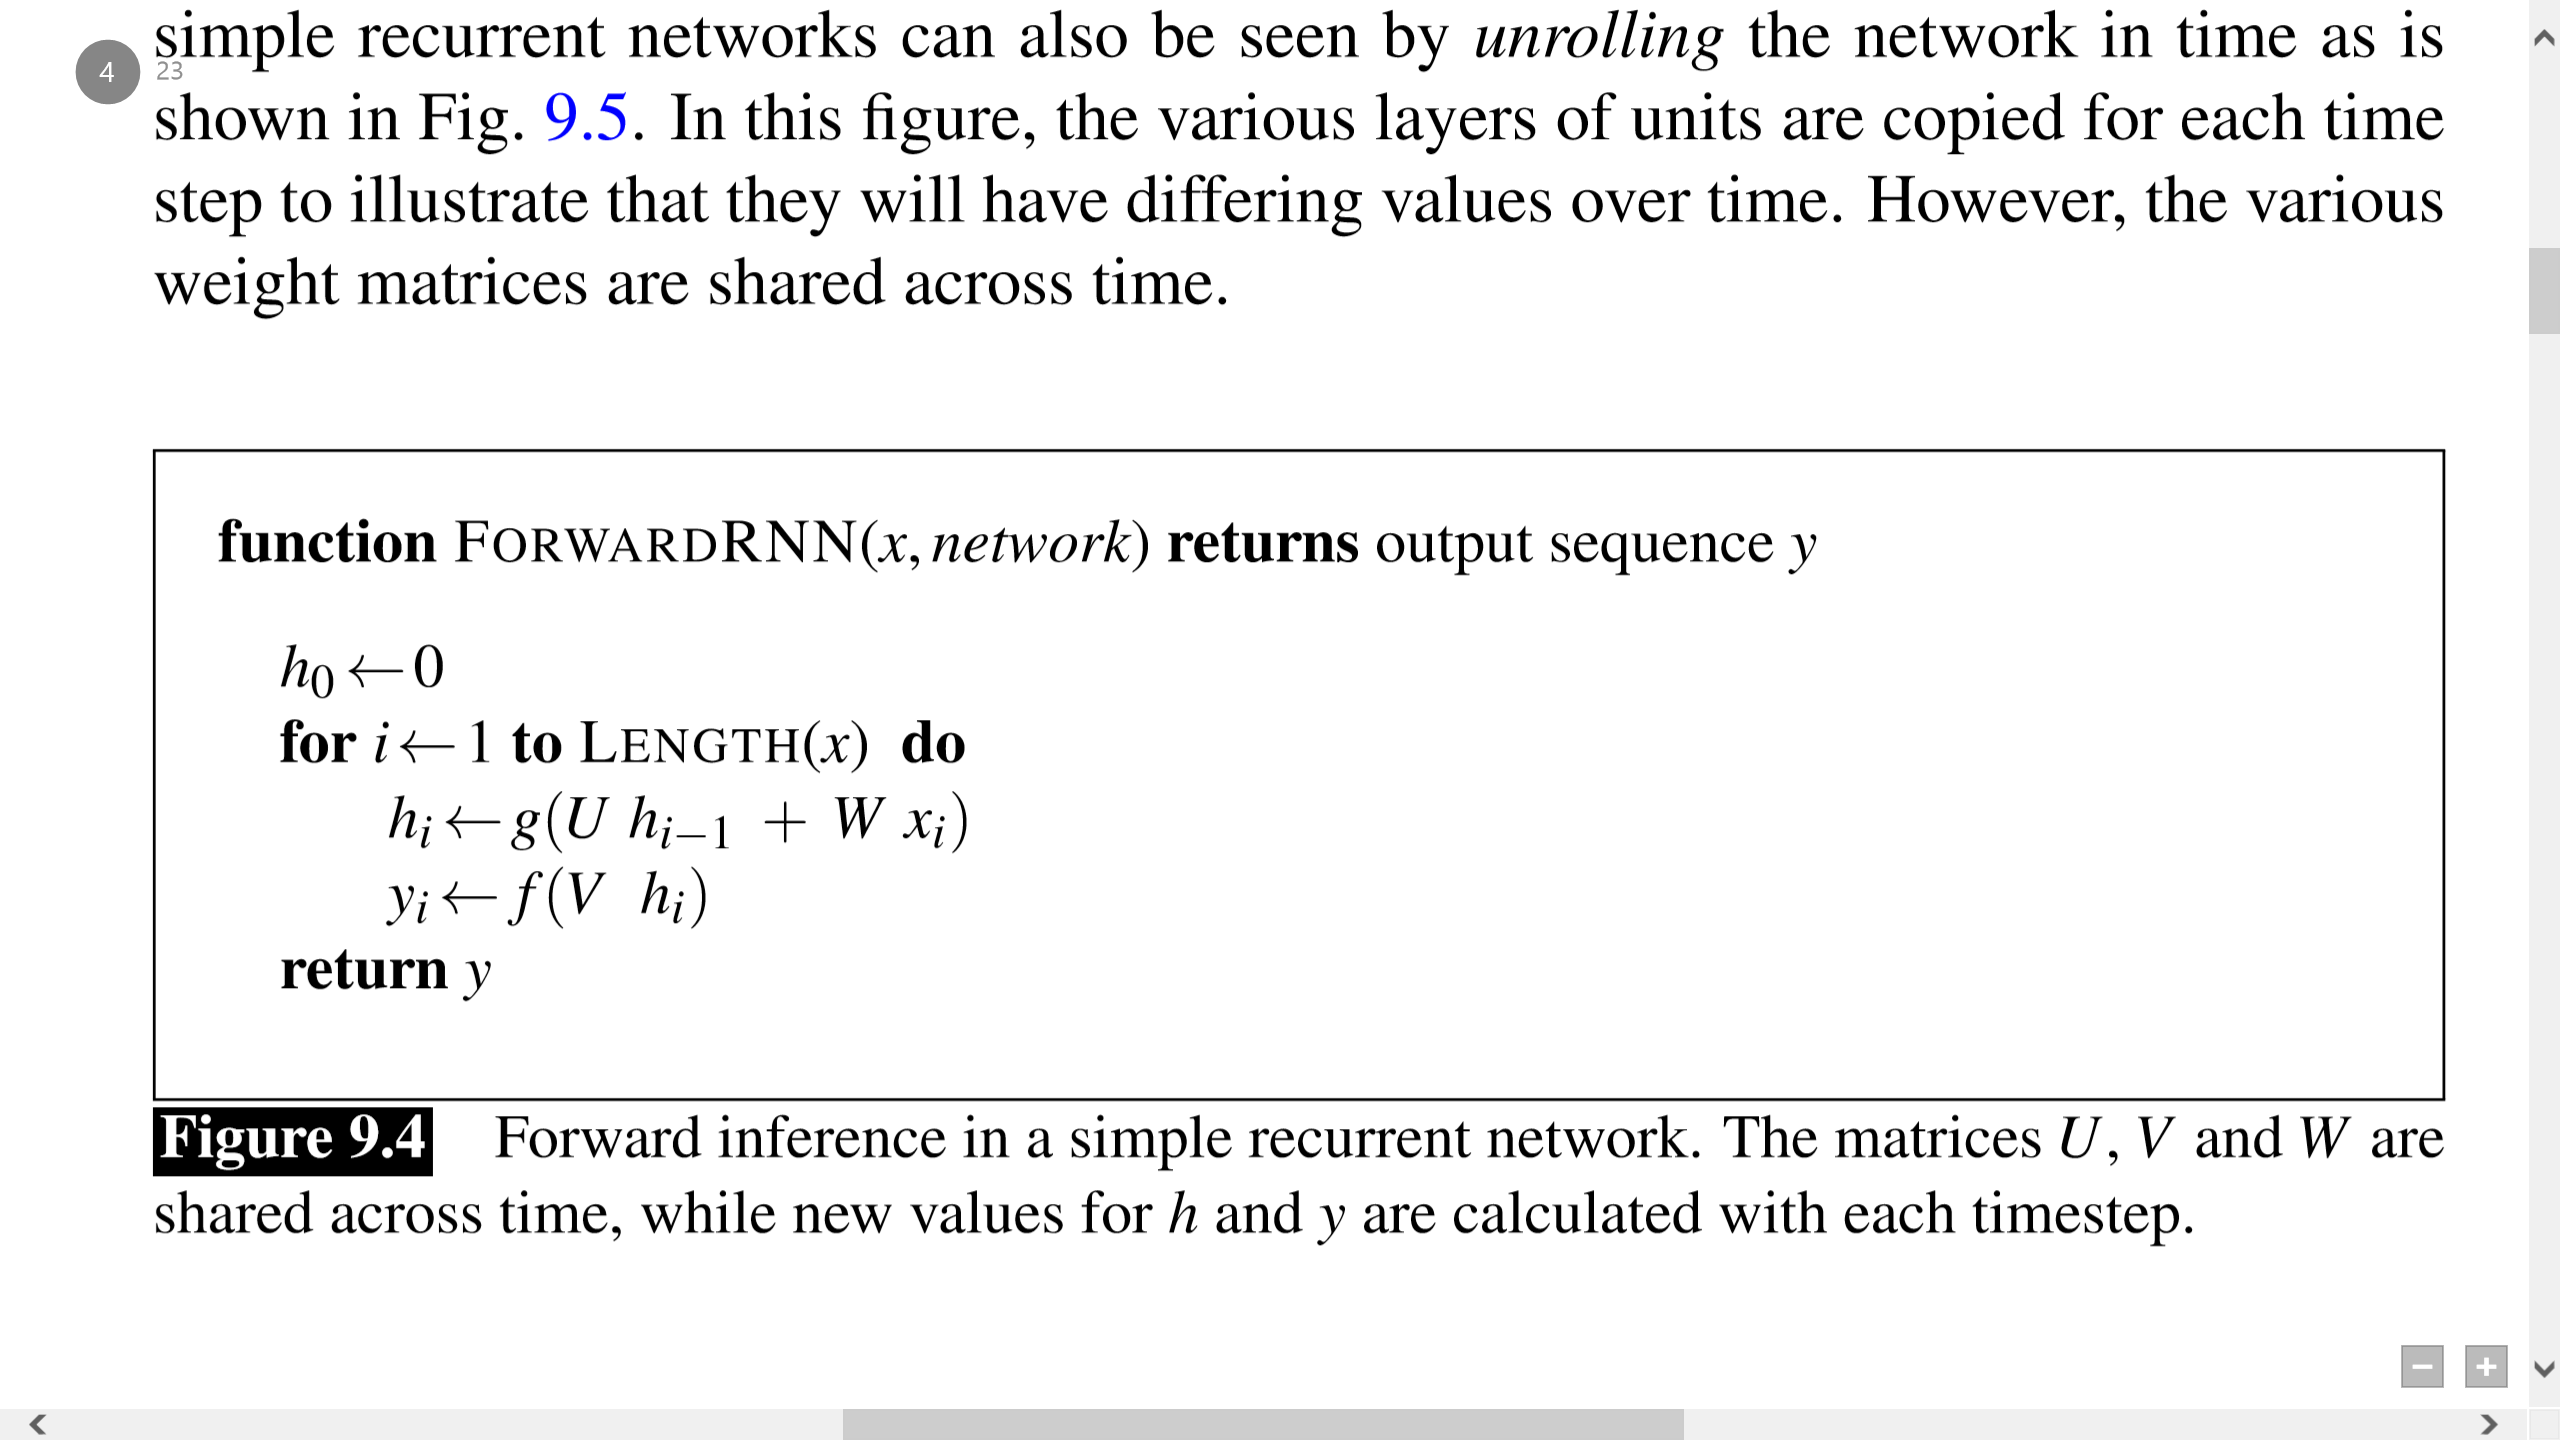 simple recurrent networks can also be seen by unrolling the network in time as is
4 23
shown in Fig. 9.5. In this figure, the various layers of units are copied for each time
step to illustrate that they will have differing values over time. However, the various
weight matrices are shared across time.
function FORWARDRNN(x, network) returns output sequence y
h₀ ← 0
for i ← 1 to LENGTH(x) do
hᵢ ← g(U hᵢ₋₁ + W xᵢ)
yᵢ ← f(V hᵢ)
return y
Figure 9.4 Forward inference in a simple recurrent network. The matrices U, V and W are
shared across time, while new values for h and y are calculated with each timestep.